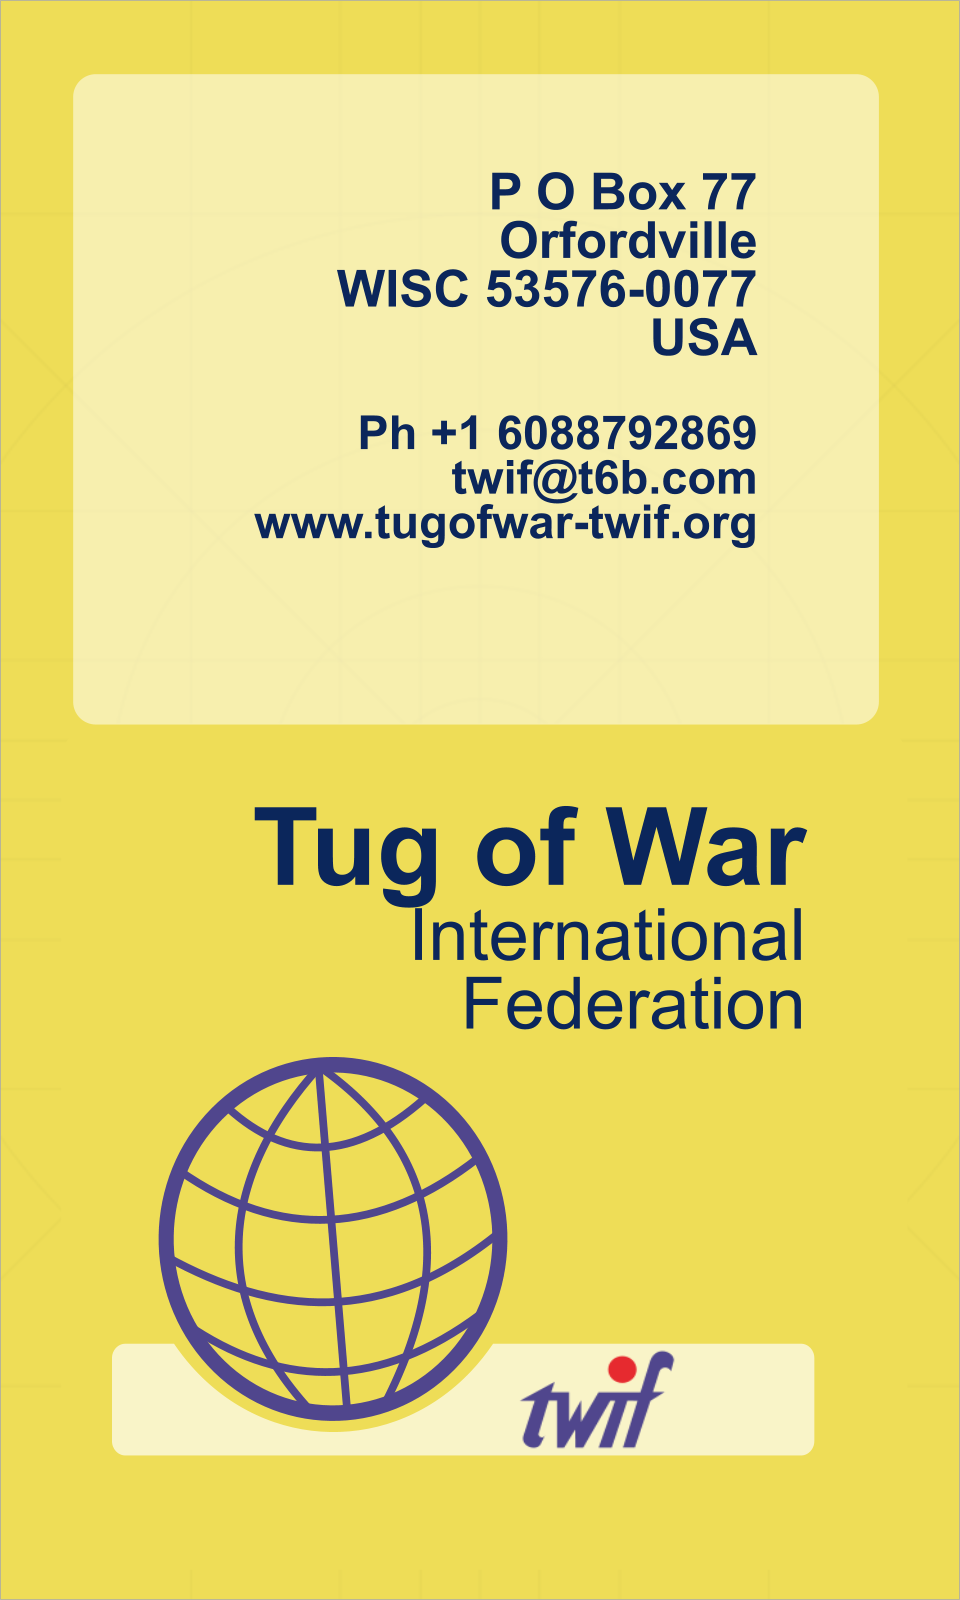 P O Box 77
Orfordville
WISC 53576-0077
USA
Ph +1 6088792869
twif@t6b.com
www.tugofwar-twif.org
Tug of War
International
Federation
twif